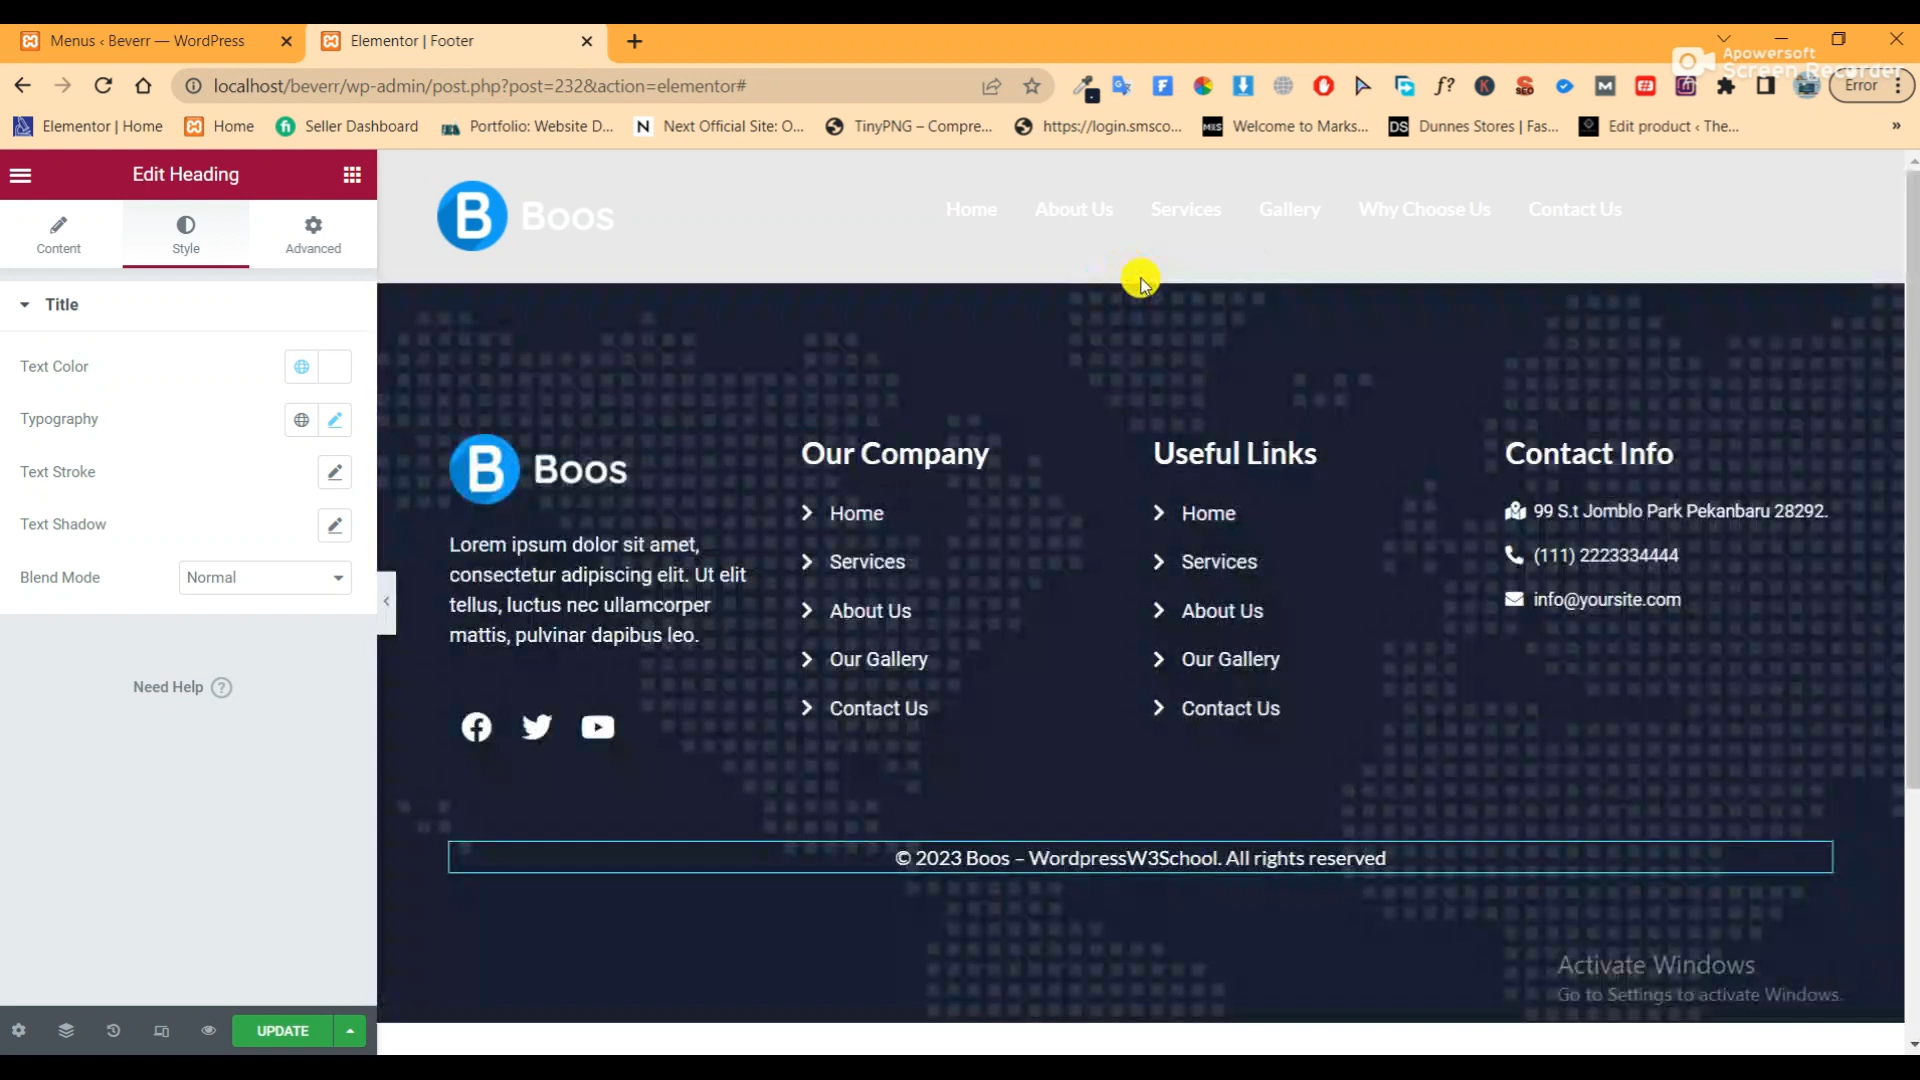 Menus ‹ Beverr — WordPress
Elementor | Footer
Apowersoft
Screen Recorder
localhost/beverr/wp-admin/post.php?post=232&action=elementor#
Error
Elementor | Home
Home
Seller Dashboard
Portfolio: Website D...
Next Official Site: O...
TinyPNG – Compre...
https://login.smsco...
Welcome to Marks...
Dunnes Stores | Fas...
Edit product ‹ The...
Edit Heading
Content
Style
Advanced
Title
Text Color
Typography
Text Stroke
Text Shadow
Blend Mode
Normal
Need Help
UPDATE
B Boos
Home
About Us
Services
Gallery
Why Choose Us
Contact Us
B Boos
Lorem ipsum dolor sit amet,
consectetur adipiscing elit. Ut elit
tellus, luctus nec ullamcorper
mattis, pulvinar dapibus leo.
Our Company
Home
Services
About Us
Our Gallery
Contact Us
Useful Links
Home
Services
About Us
Our Gallery
Contact Us
Contact Info
99 S.t Jomblo Park Pekanbaru 28292.
(111) 2223334444
info@yoursite.com
© 2023 Boos – WordpressW3School. All rights reserved
Activate Windows
Go to Settings to activate Windows.